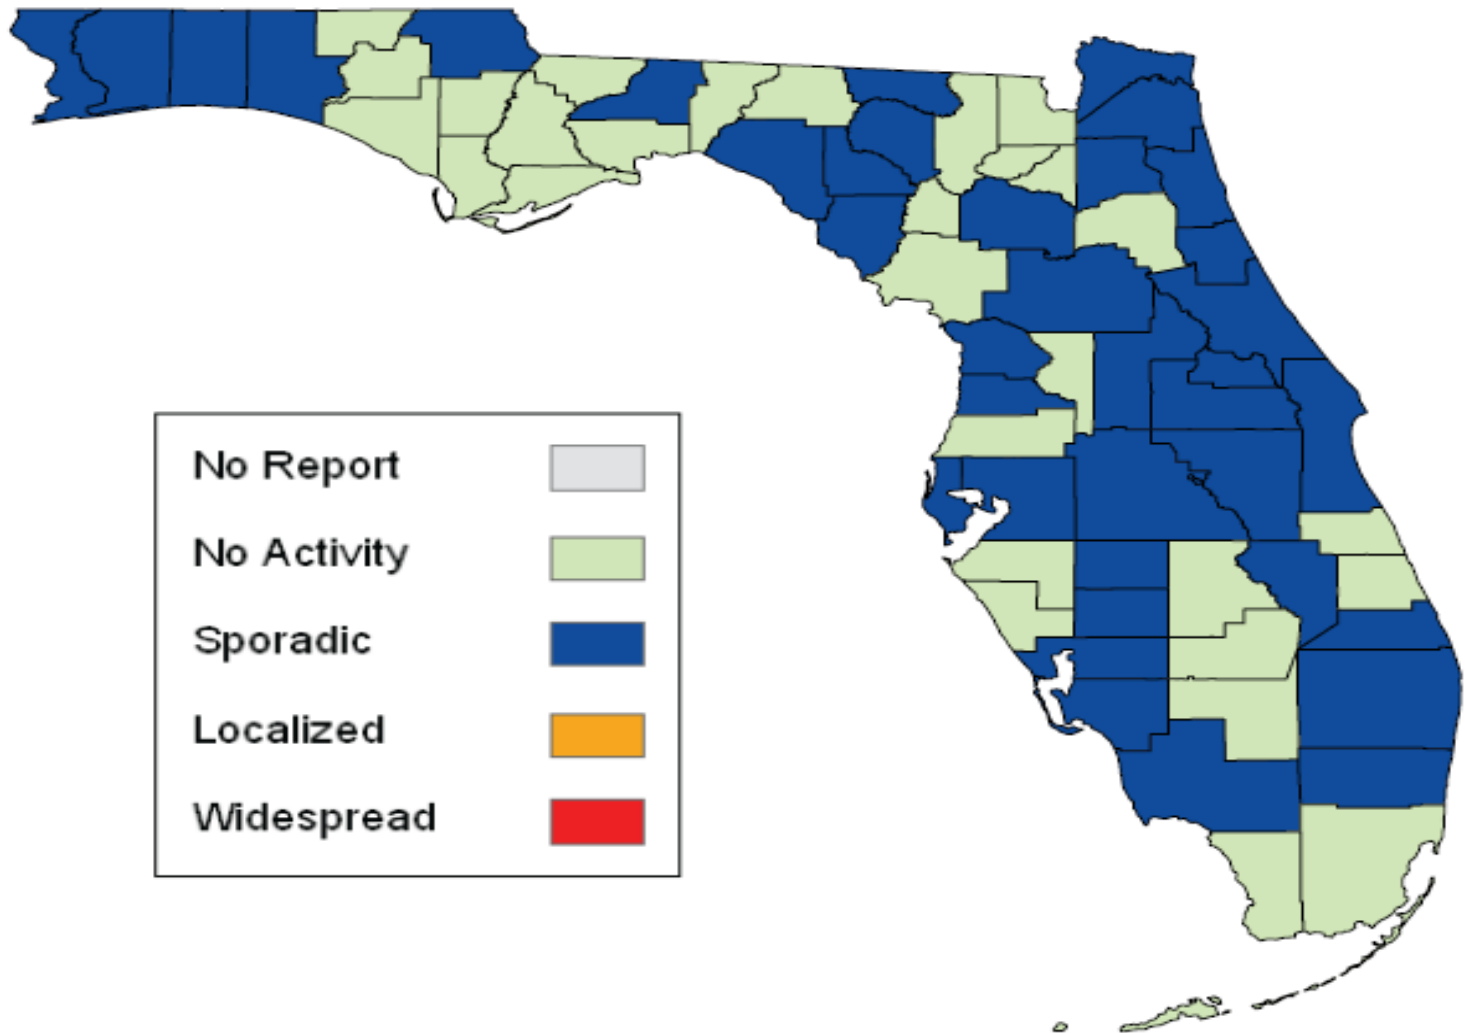 No Report
No Activity
Sporadic
Localized
Widespread